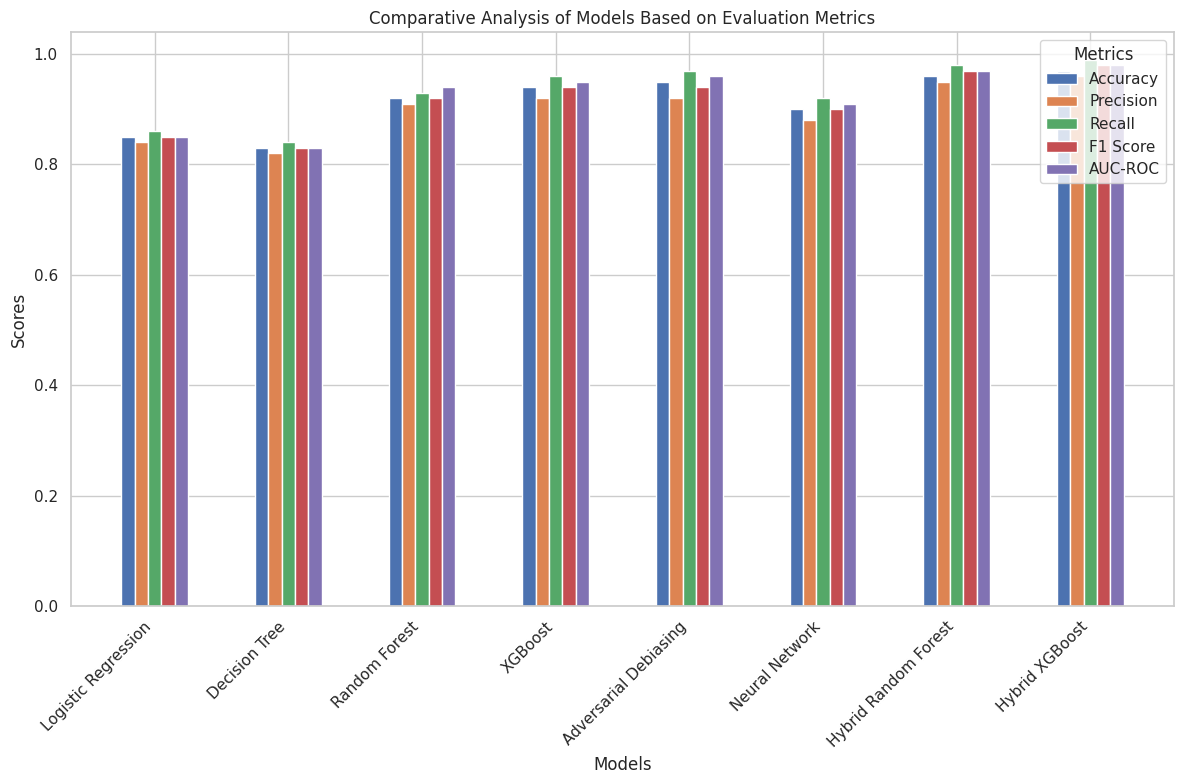 Comparative Analysis of Models Based on Evaluation Metrics
Metrics
Accuracy
Precision
Recall
F1 Score
AUC-ROC
Scores
1.0
0.8
0.6
0.4
0.2
0.0
Logistic Regression
Decision Tree
Random Forest
XGBoost
Adversarial Debiasing
Neural Network
Hybrid Random Forest
Hybrid XGBoost
Models